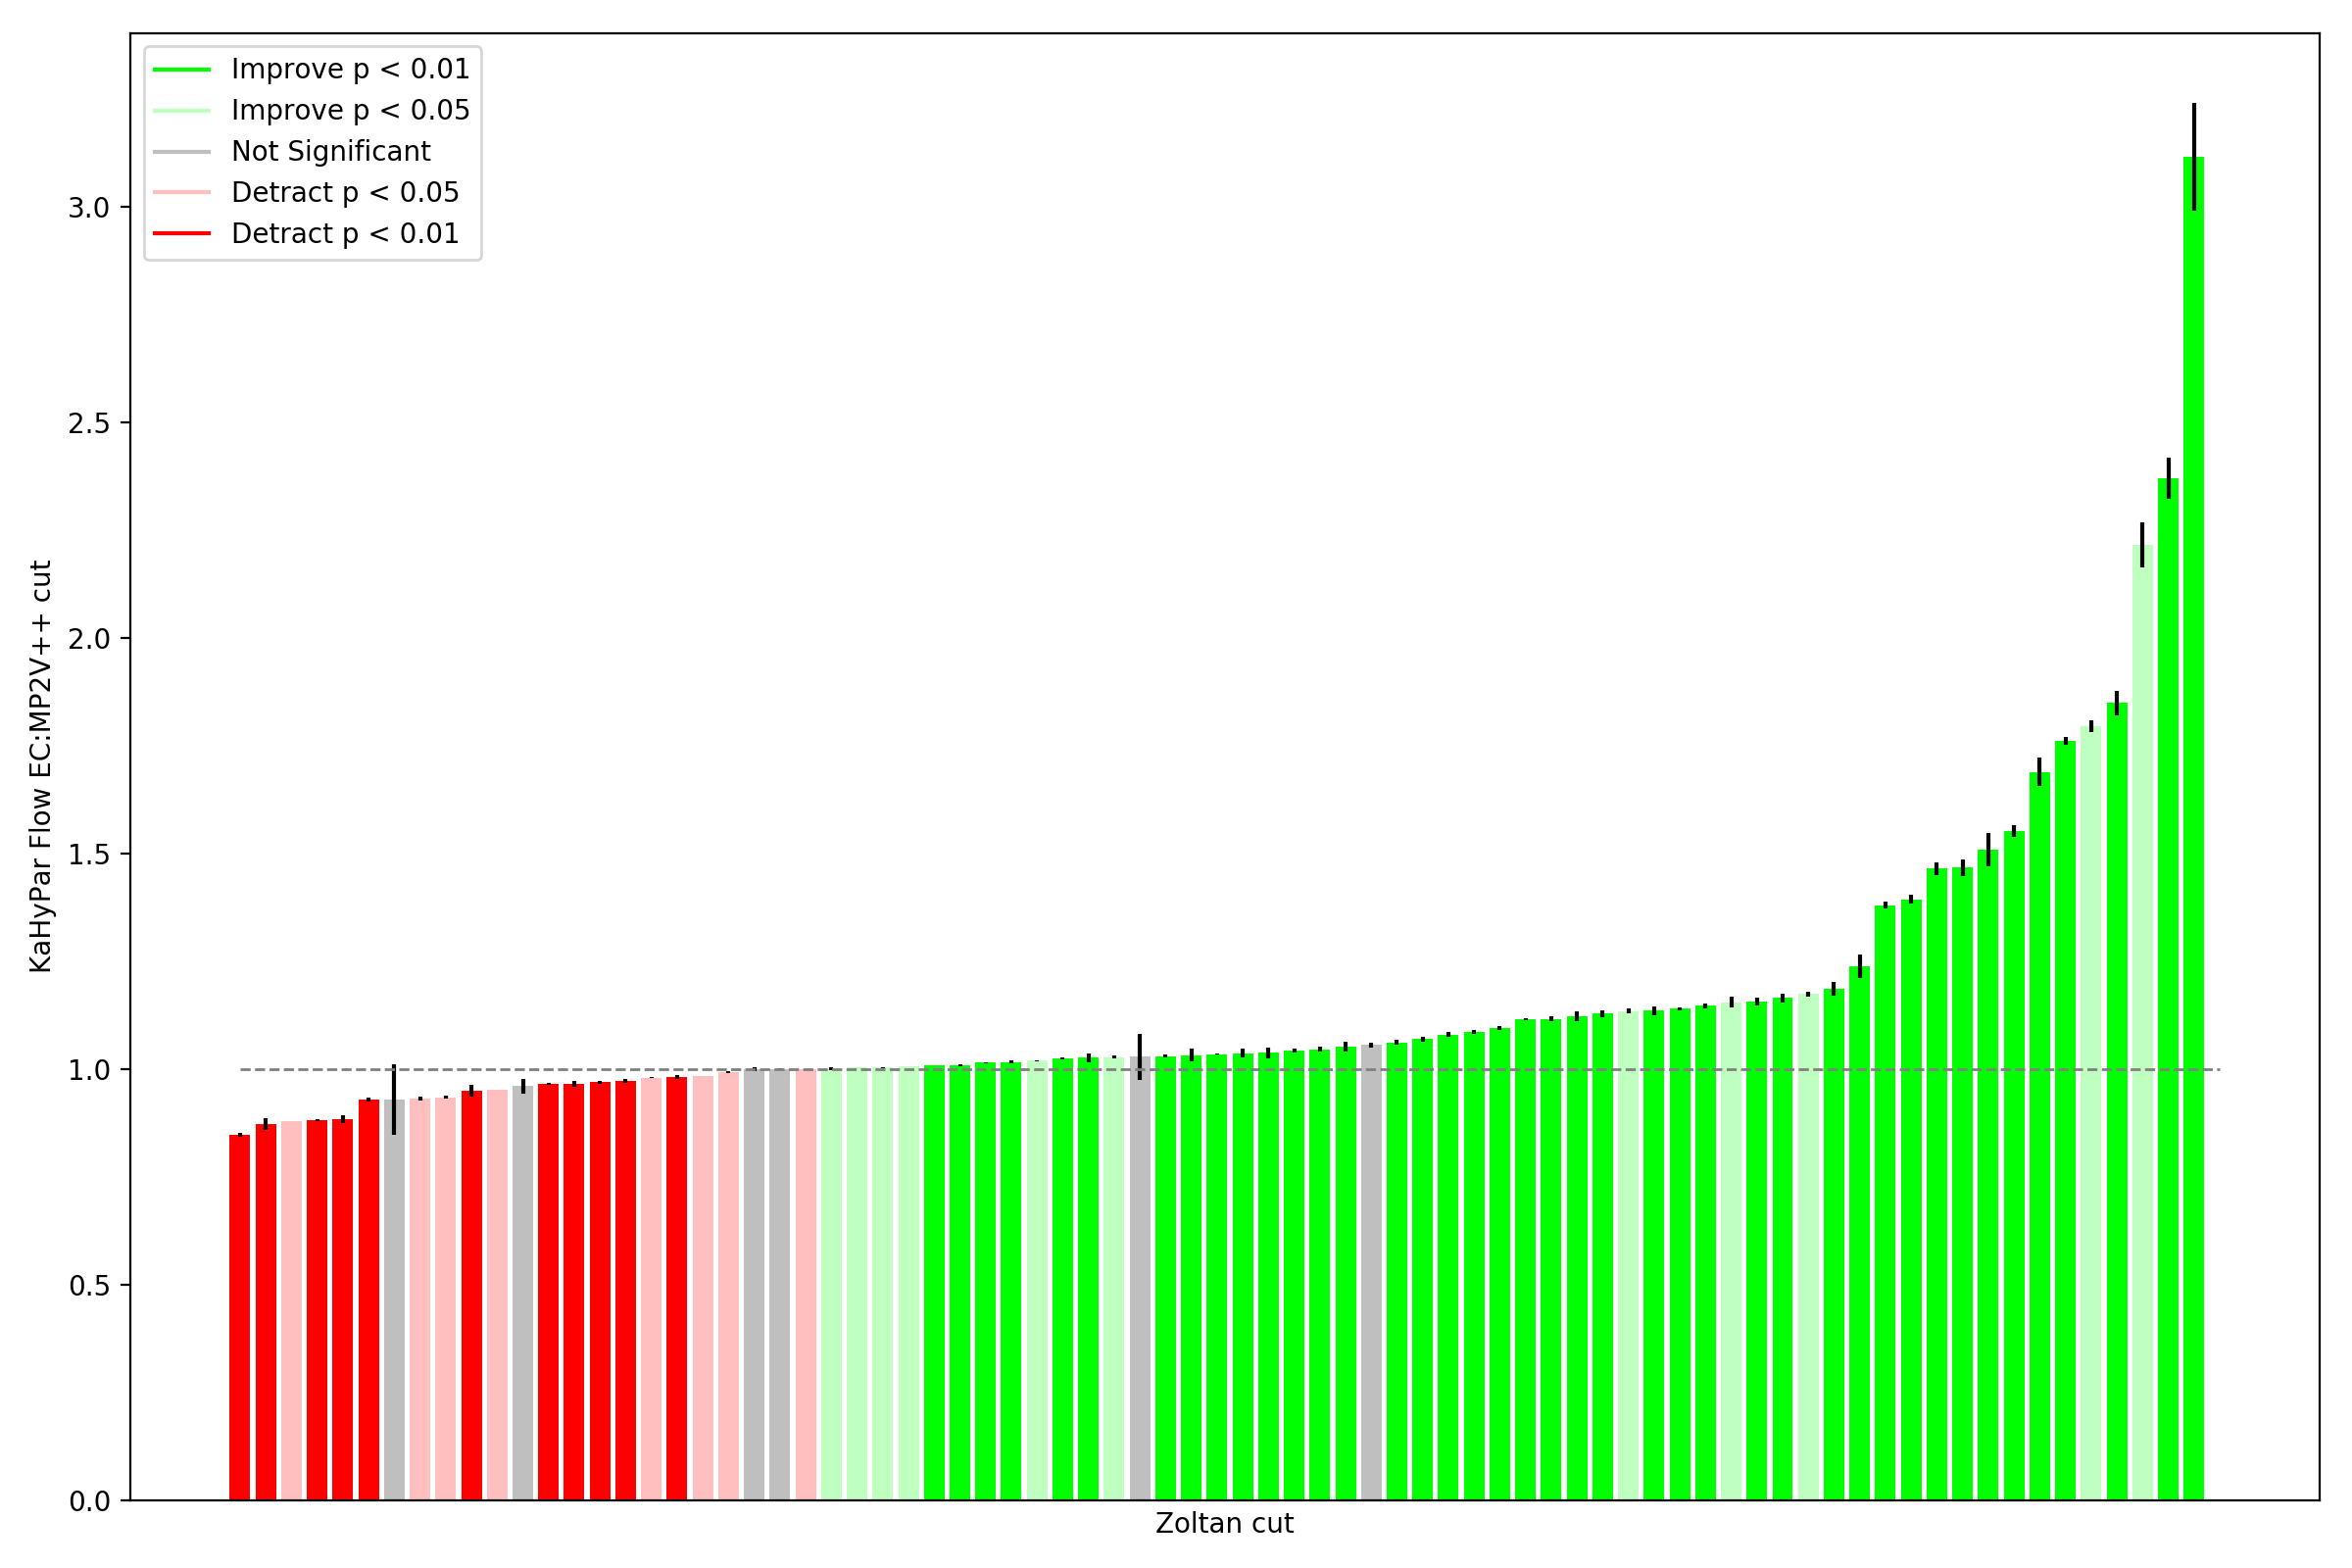 Improve p < 0.01
Improve p < 0.05
Not Significant
Detract p < 0.05
Detract p < 0.01
KaHyPar Flow EC:MP2V++ cut
3.0
2.5
2.0
1.5
1.0
0.5
0.0
Zoltan cut